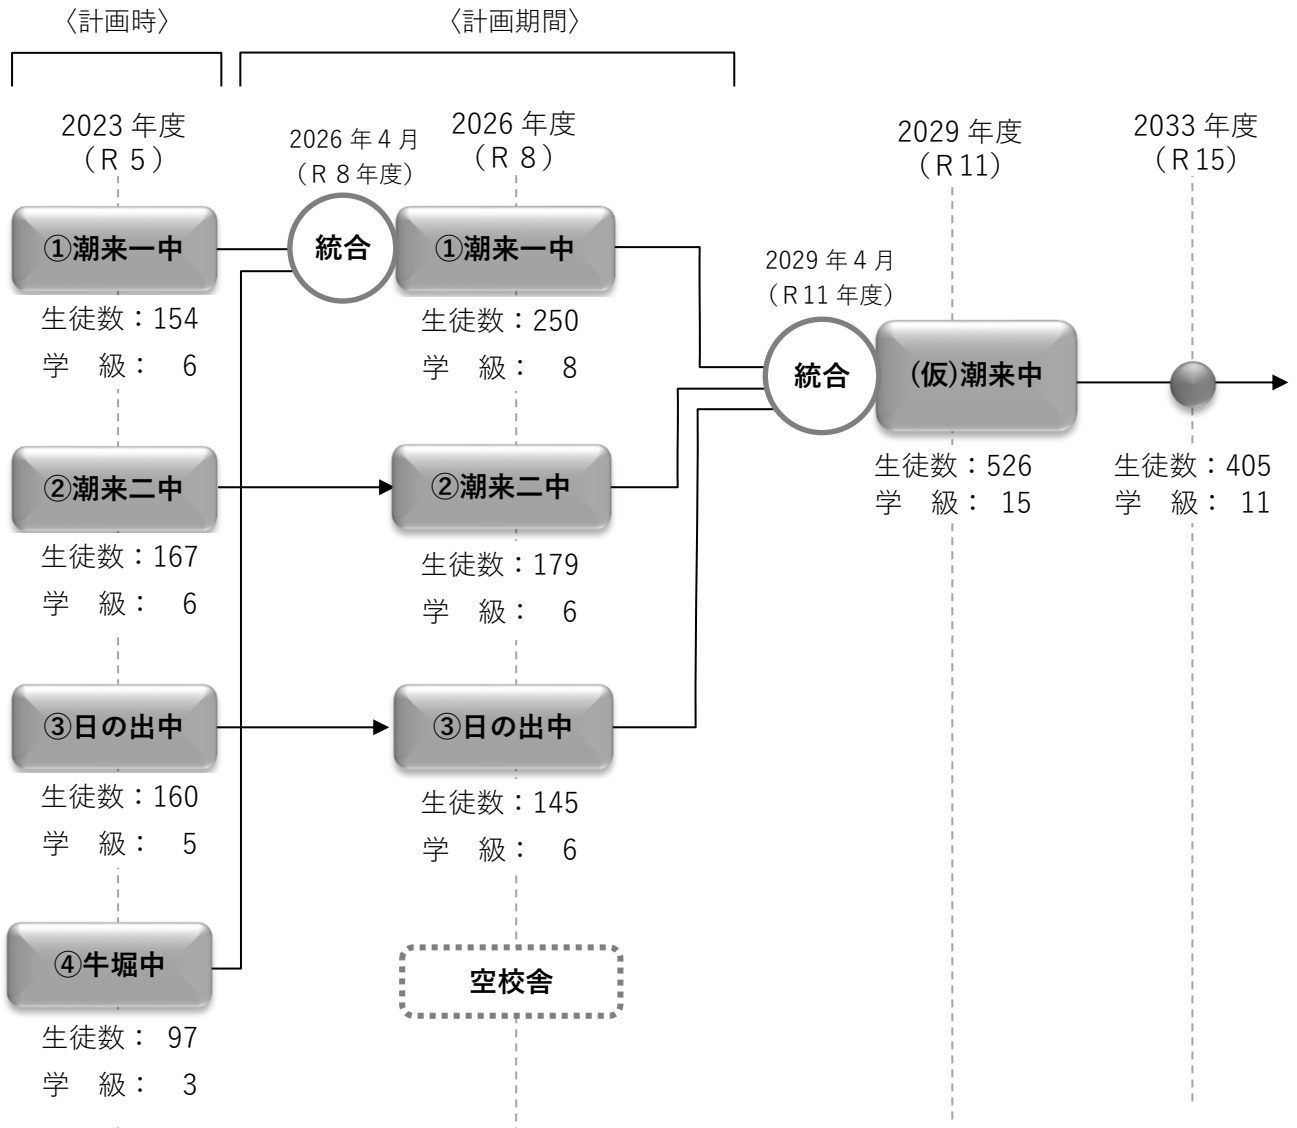 〈計画時〉
〈計画期間〉
2023 年度
(Ｒ 5 )
2026 年 4 月
(Ｒ 8 年度)
2026 年度
(Ｒ 8 )
2029 年度
(Ｒ11)
2033 年度
(Ｒ15)
①潮来一中
統合
①潮来一中
生徒数：154
学　級：　6
生徒数：250
学　級：　8
2029 年 4 月
(Ｒ11 年度)
統合
(仮)潮来中
生徒数：526
学　級： 15
生徒数：405
学　級： 11
②潮来二中
②潮来二中
生徒数：167
学　級：　6
生徒数：179
学　級：　6
③日の出中
③日の出中
生徒数：160
学　級：　5
生徒数：145
学　級：　6
④牛堀中
空校舎
生徒数： 97
学　級：　3